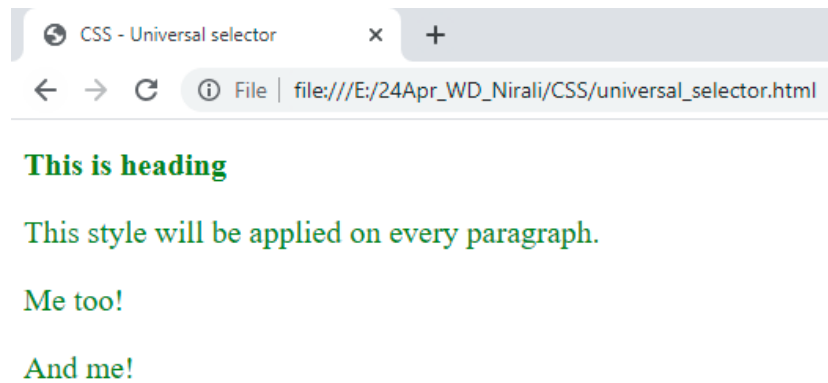 CSS - Universal selector
File | file:///E:/24Apr_WD_Nirali/CSS/universal_selector.html
This is heading
This style will be applied on every paragraph.
Me too!
And me!